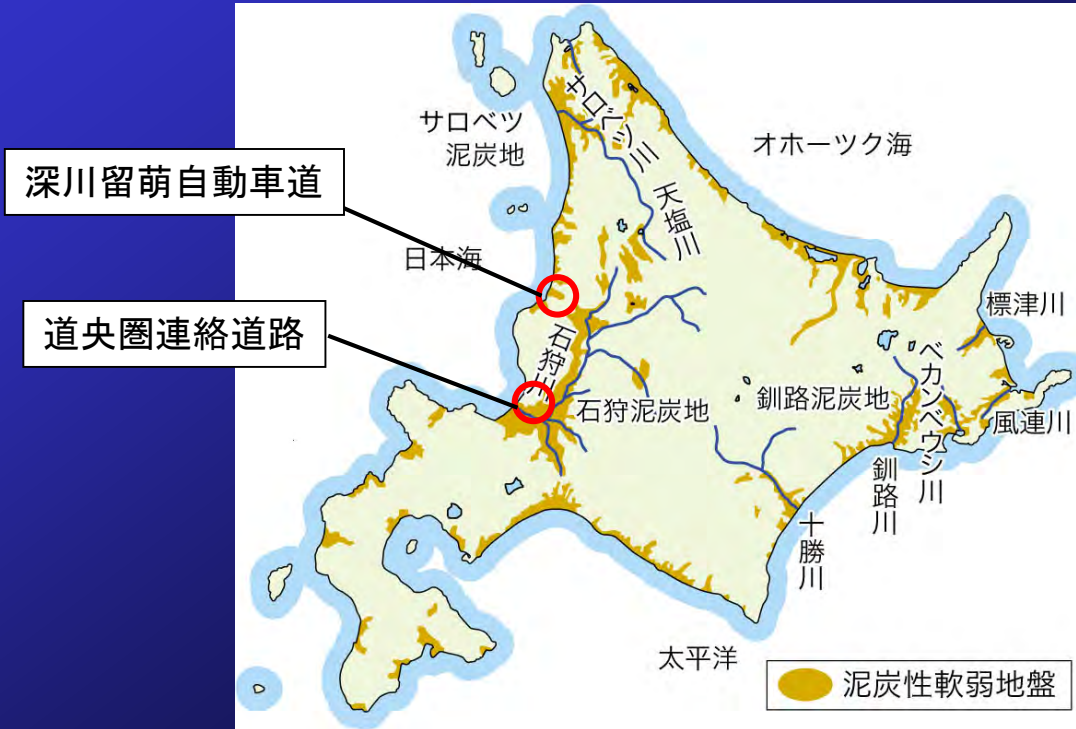 サロベツ
泥炭地
サロベツ川
オホーツク海
深川留萌自動車道
天塩川
日本海
標津川
道央圏連絡道路
石狩川
ベカンベウシ川
石狩泥炭地
釧路泥炭地
風連川
釧路川
十勝川
太平洋
泥炭性軟弱地盤